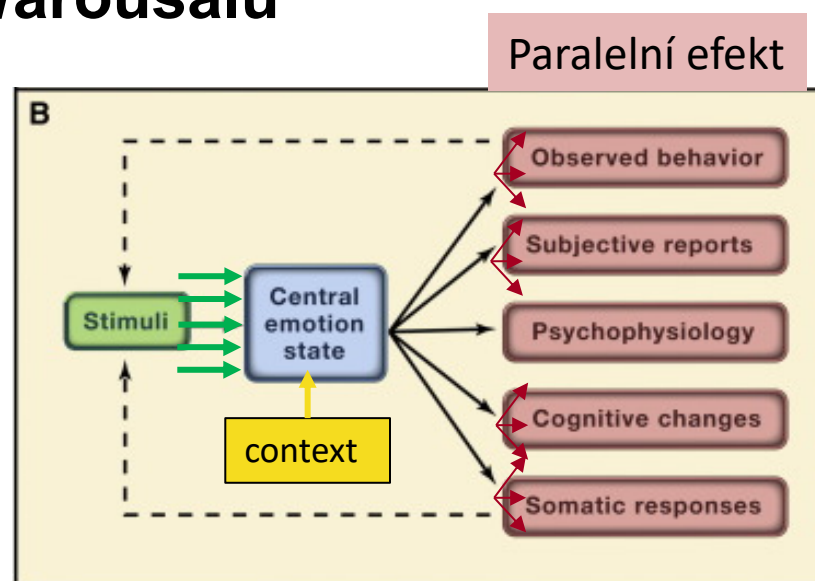 Paralelní efekt
B
Observed behavior
Subjective reports
Stimuli
Central
emotion
state
Psychophysiology
Cognitive changes
context
Somatic responses